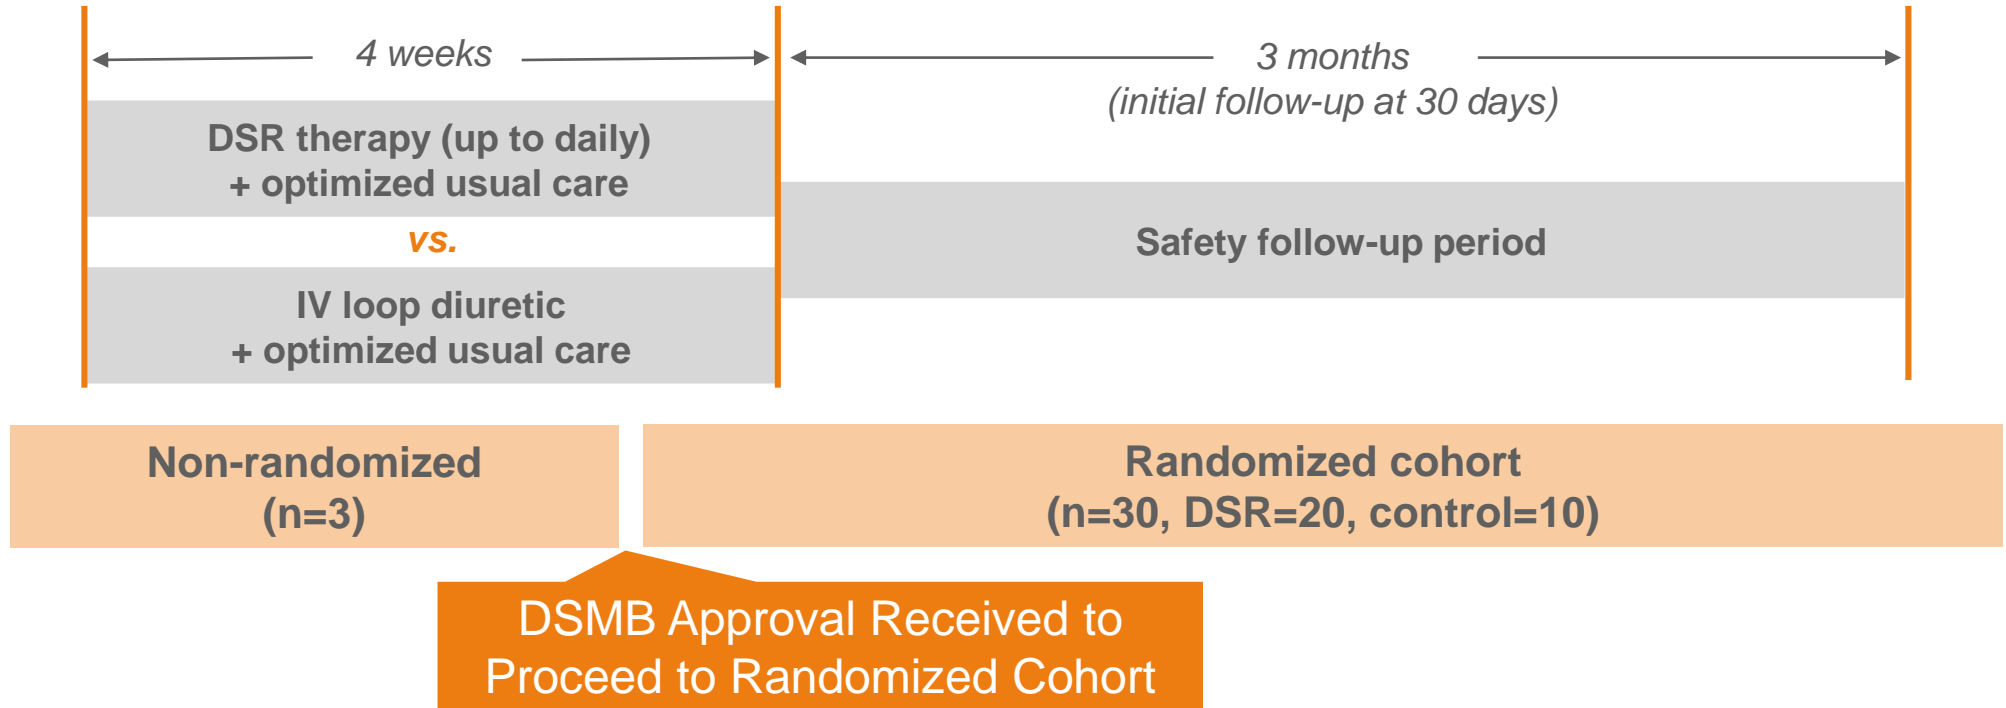 4 weeks
3 months
(initial follow-up at 30 days)
DSR therapy (up to daily)
+ optimized usual care
vs.
IV loop diuretic
+ optimized usual care
Safety follow-up period
Non-randomized
(n=3)
Randomized cohort
(n=30, DSR=20, control=10)
DSMB Approval Received to
Proceed to Randomized Cohort